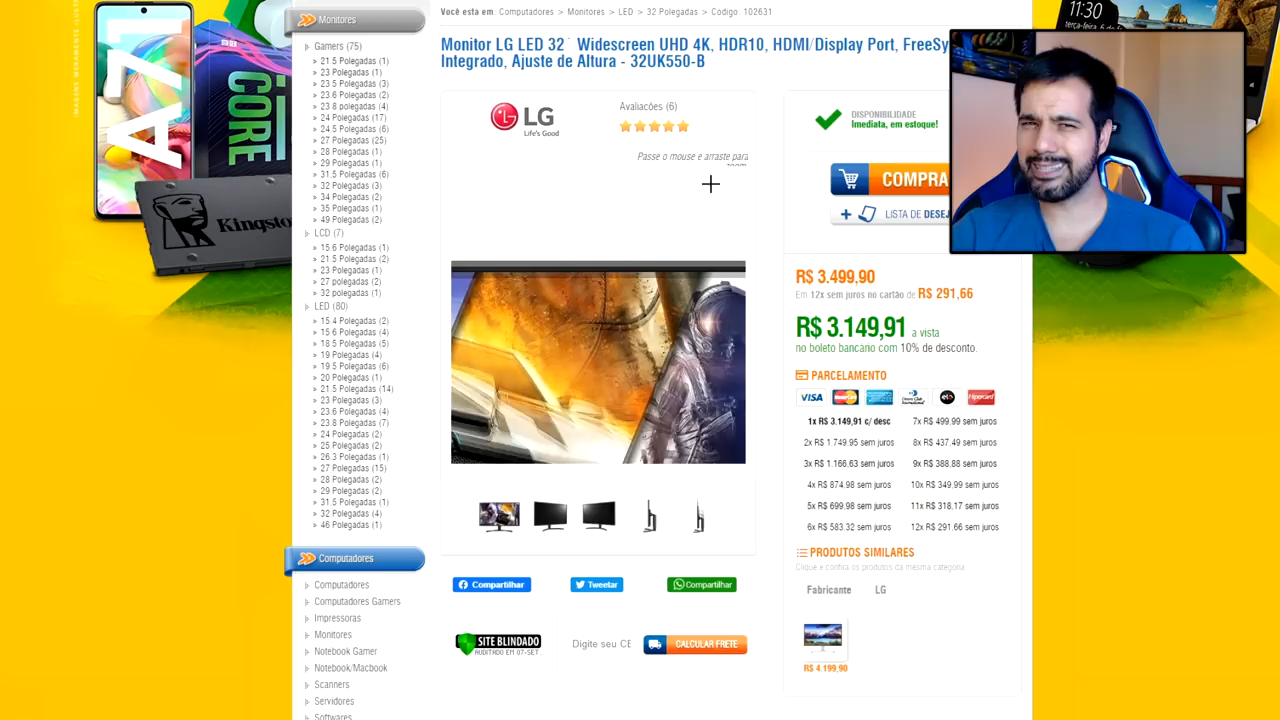 A71
CORE
Kingston
Monitores
Gamers (75)
» 21.5 Polegadas (1)
» 23 Polegadas (1)
» 23.5 Polegadas (3)
» 23.6 Polegadas (2)
» 23.8 polegadas (4)
» 24 Polegadas (17)
» 24.5 Polegadas (6)
» 27 Polegadas (25)
» 28 Polegadas (1)
» 29 Polegadas (1)
» 31.5 Polegadas (6)
» 32 Polegadas (3)
» 34 Polegadas (2)
» 35 Polegadas (1)
» 49 Polegadas (2)
LCD (7)
» 15.6 Polegadas (1)
» 21.5 Polegadas (2)
» 23 Polegadas (1)
» 27 polegadas (2)
» 32 polegadas (1)
LED (80)
» 15.4 Polegadas (2)
» 15.6 Polegadas (4)
» 18.5 Polegadas (5)
» 19 Polegadas (4)
» 19.5 Polegadas (6)
» 20 Polegadas (1)
» 21.5 Polegadas (14)
» 23 Polegadas (3)
» 23.6 Polegadas (4)
» 23.8 Polegadas (7)
» 24 Polegadas (2)
» 25 Polegadas (2)
» 26.3 Polegadas (1)
» 27 Polegadas (15)
» 28 Polegadas (2)
» 29 Polegadas (2)
» 31.5 Polegadas (1)
» 32 Polegadas (4)
» 46 Polegadas (1)
Computadores
Computadores
Computadores Gamers
Impressoras
Monitores
Notebook Gamer
Notebook/Macbook
Scanners
Servidores
Softwares
Você está em: Computadores > Monitores > LED > 32 Polegadas > Codigo: 102631
Monitor LG LED 32´ Widescreen UHD 4K, HDR10, HDMI/Display Port, FreeSy
Integrado, Ajuste de Altura - 32UK550-B
LG
Life's Good
Avaliacões (6)
Passe o mouse e arraste para
zoom.
Compartilhar
Tweetar
Compartilhar
SITE BLINDADO
AUDITADO EM 07-SET
Digite seu CE
CALCULAR FRETE
DISPONIBILIDADE
Imediata, em estoque!
COMPRA
LISTA DE DESEJ
R$ 3.499,90
Em 12x sem juros no cartão de R$ 291,66
R$ 3.149,91 a vista
no boleto bancario com 10% de desconto.
PARCELAMENTO
VISA MasterCard Diners Club International elo Hipercard
1x R$ 3.149,91 c/ desc 7x R$ 499.99 sem juros
2x R$ 1.749.95 sem juros 8x R$ 437,49 sem juros
3x R$ 1.166,63 sem juros 9x R$ 388,88 sem juros
4x R$ 874,98 sem juros 10x R$ 349,99 sem juros
5x R$ 699,98 sem juros 11x R$ 318,17 sem juros
6x R$ 583.32 sem juros 12x R$ 291.66 sem juros
PRODUTOS SIMILARES
Clique e confira os produtos da mesma categoria
Fabricante LG
R$ 4.199,90
11:30